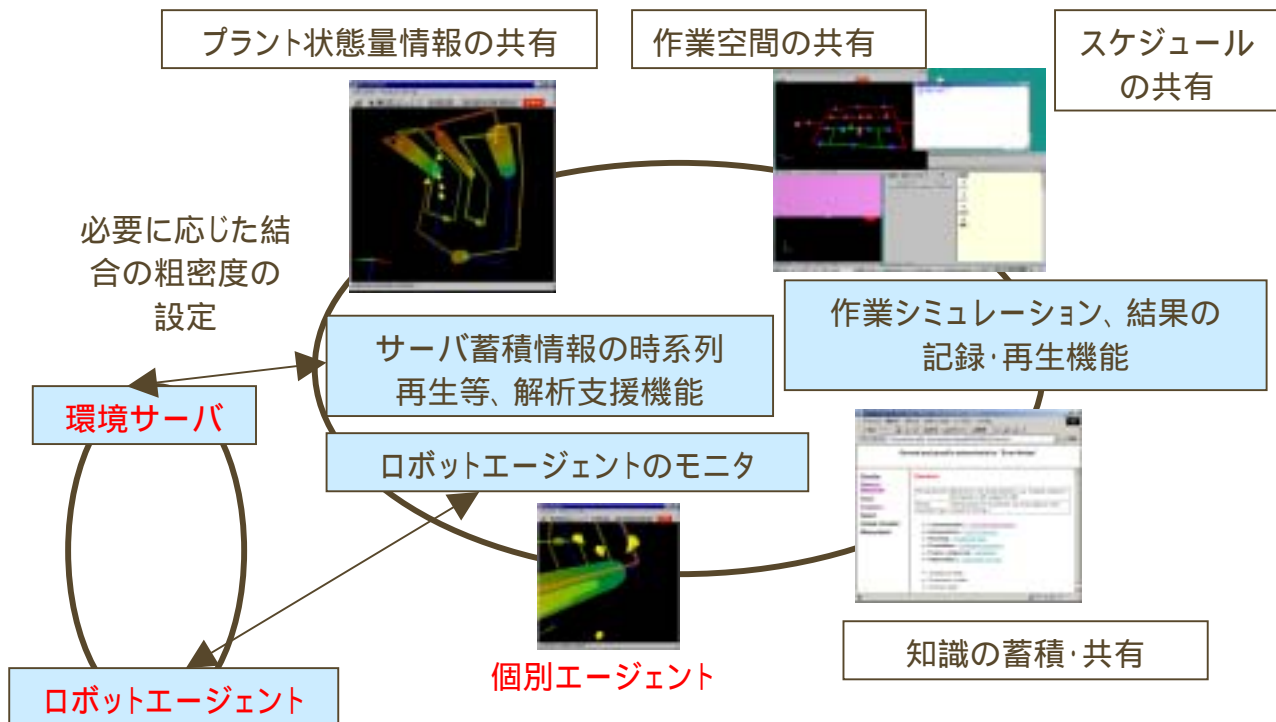 プラント状態量情報の共有
作業空間の共有
スケジュール
の共有
必要に応じた結
合の粗密度の
設定
サーバ蓄積情報の時系列
再生等、解析支援機能
作業シミュレーション、結果の
記録・再生機能
環境サーバ
ロボットエージェントのモニタ
個別エージェント
知識の蓄積・共有
ロボットエージェント